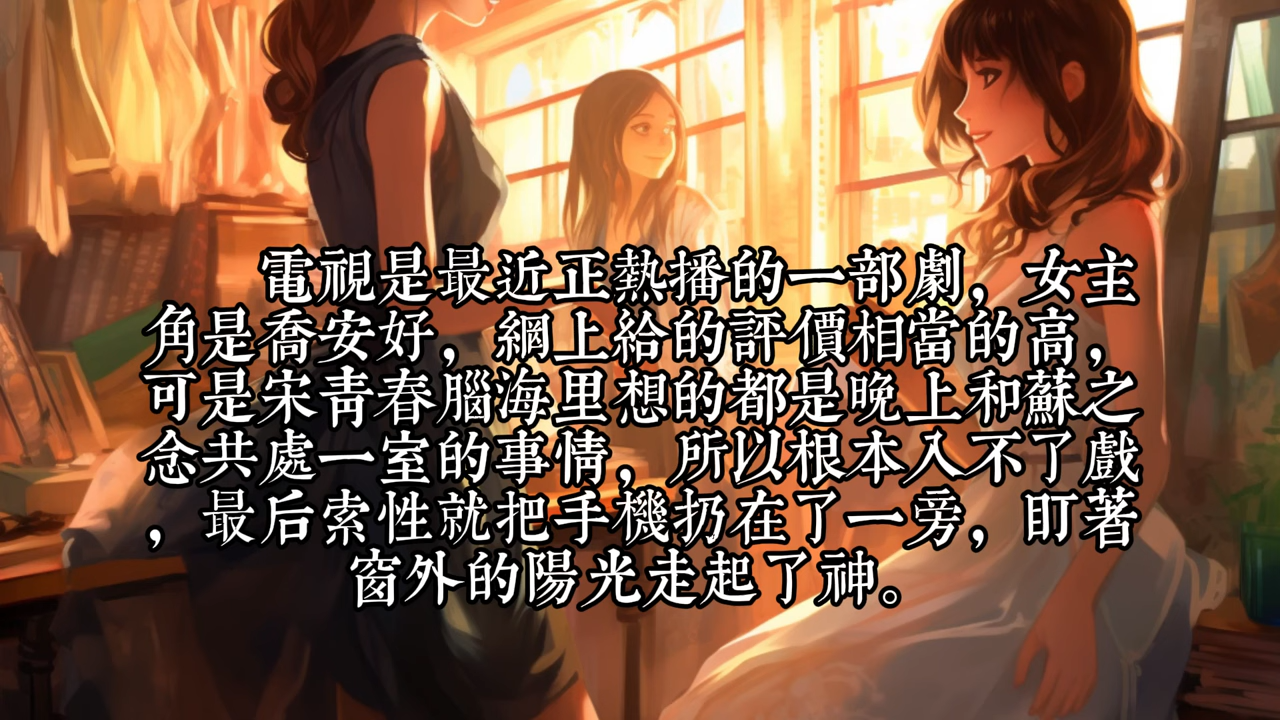 電視是最近正熱播的一部劇，女主
角是喬安好，網上給的評價相當的高，
可是宋青春腦海里想的都是晚上和蘇之
念共處一室的事情，所以根本入不了戲
，最后索性就把手機扔在了一旁，盯著
窗外的陽光走起了神。